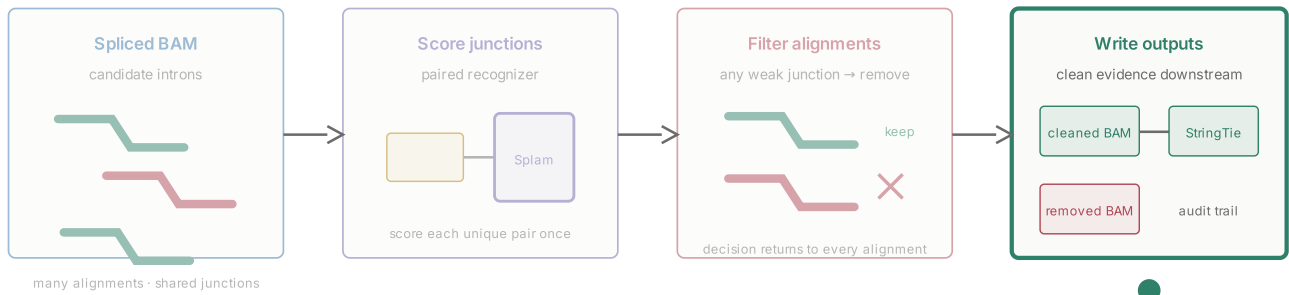 Spliced BAM
candidate introns
many alignments · shared junctions
Score junctions
paired recognizer
Splam
score each unique pair once
Filter alignments
any weak junction → remove
keep
decision returns to every alignment
Write outputs
clean evidence downstream
cleaned BAM
StringTie
removed BAM
audit trail